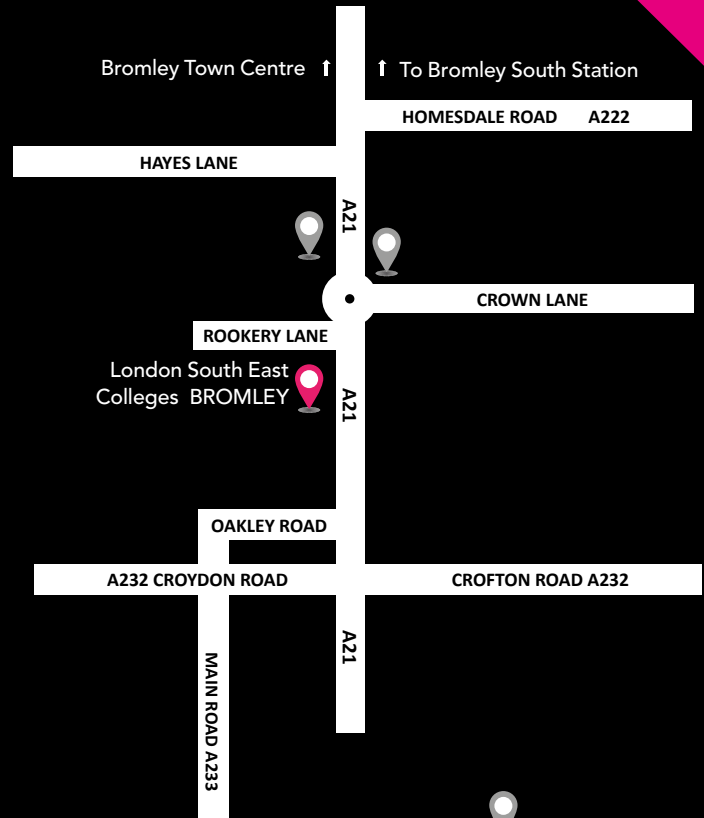 Bromley Town Centre
To Bromley South Station
HOMESDALE ROAD A222
HAYES LANE
A21
CROWN LANE
ROOKERY LANE
London South East
Colleges BROMLEY
A21
OAKLEY ROAD
A232 CROYDON ROAD
CROFTON ROAD A232
A21
MAIN ROAD A233